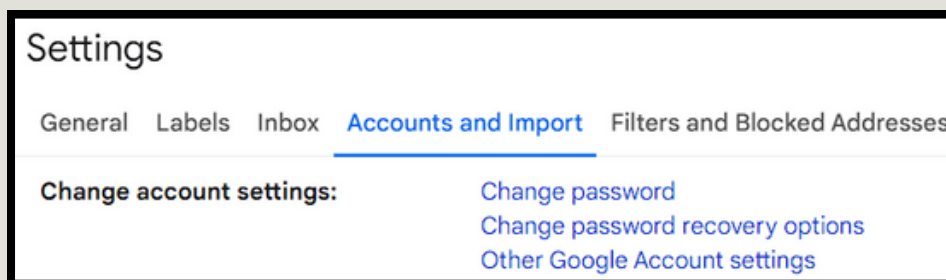 Settings
General Labels Inbox Accounts and Import Filters and Blocked Addresses
Change account settings: Change password
Change password recovery options
Other Google Account settings